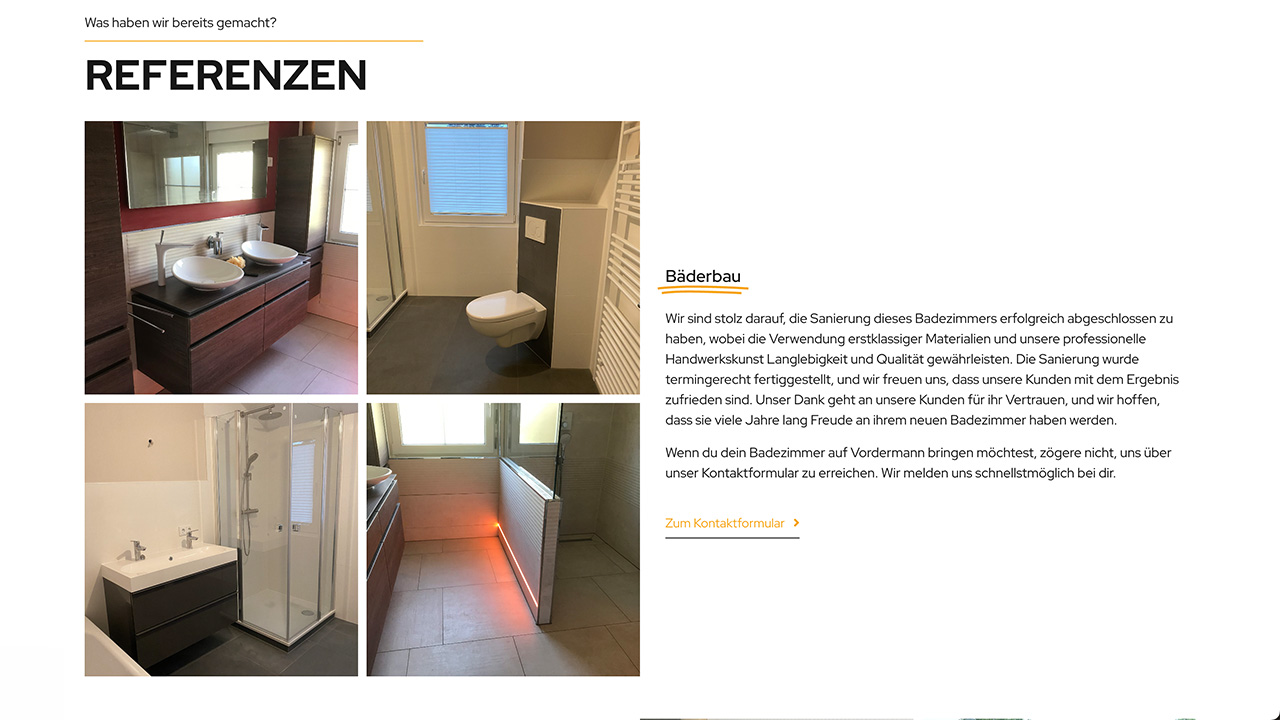 Was haben wir bereits gemacht?
REFERENZEN
Bäderbau
Wir sind stolz darauf, die Sanierung dieses Badezimmers erfolgreich abgeschlossen zu
haben, wobei die Verwendung erstklassiger Materialien und unsere professionelle
Handwerkskunst Langlebigkeit und Qualität gewährleisten. Die Sanierung wurde
termingerecht fertiggestellt, und wir freuen uns, dass unsere Kunden mit dem Ergebnis
zufrieden sind. Unser Dank geht an unsere Kunden für ihr Vertrauen, und wir hoffen,
dass sie viele Jahre lang Freude an ihrem neuen Badezimmer haben werden.
Wenn du dein Badezimmer auf Vordermann bringen möchtest, zögere nicht, uns über
unser Kontaktformular zu erreichen. Wir melden uns schnellstmöglich bei dir.
Zum Kontaktformular